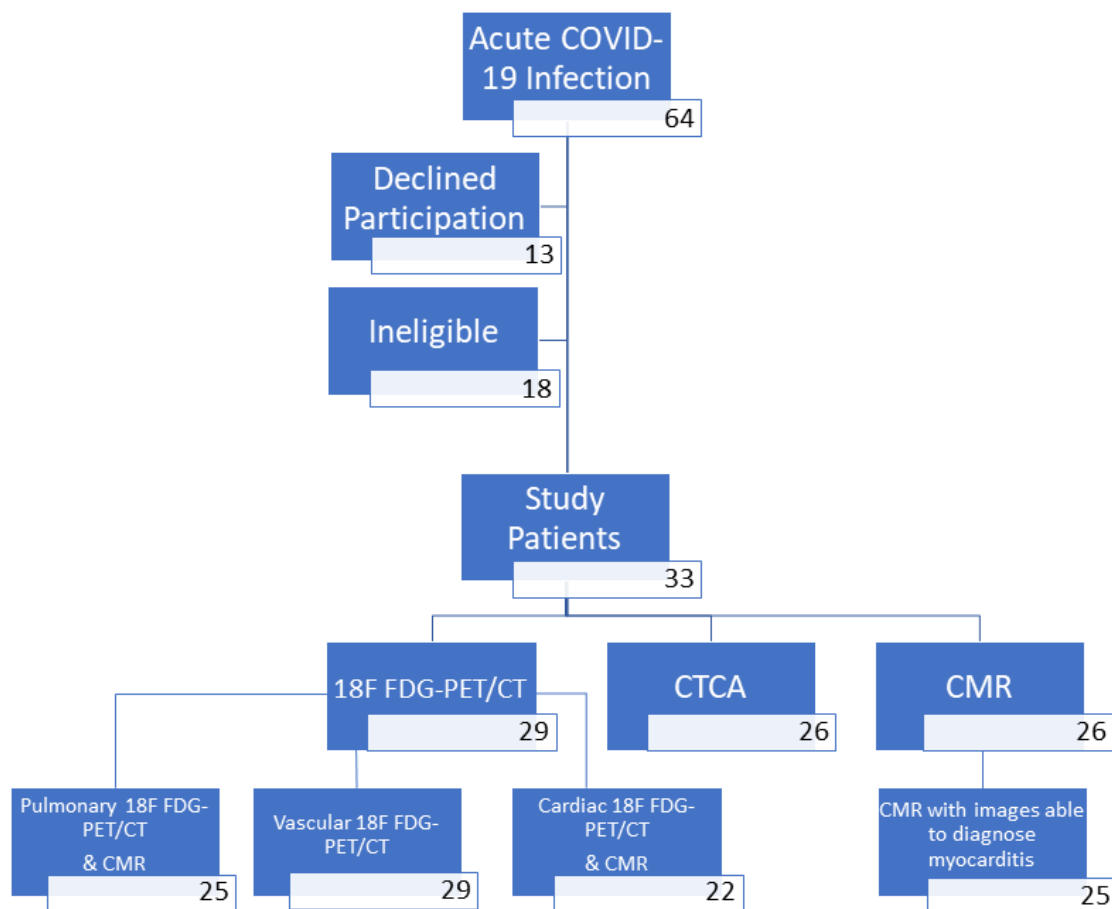 Acute COVID-
19 Infection
64
Declined
Participation
13
Ineligible
18
Study
Patients
33
18F FDG-PET/CT
29
CTCA
26
CMR
26
Pulmonary 18F FDG-
PET/CT
& CMR
25
Vascular 18F FDG-
PET/CT
29
Cardiac 18F FDG-
PET/CT
& CMR
22
CMR with images able
to diagnose
myocarditis
25